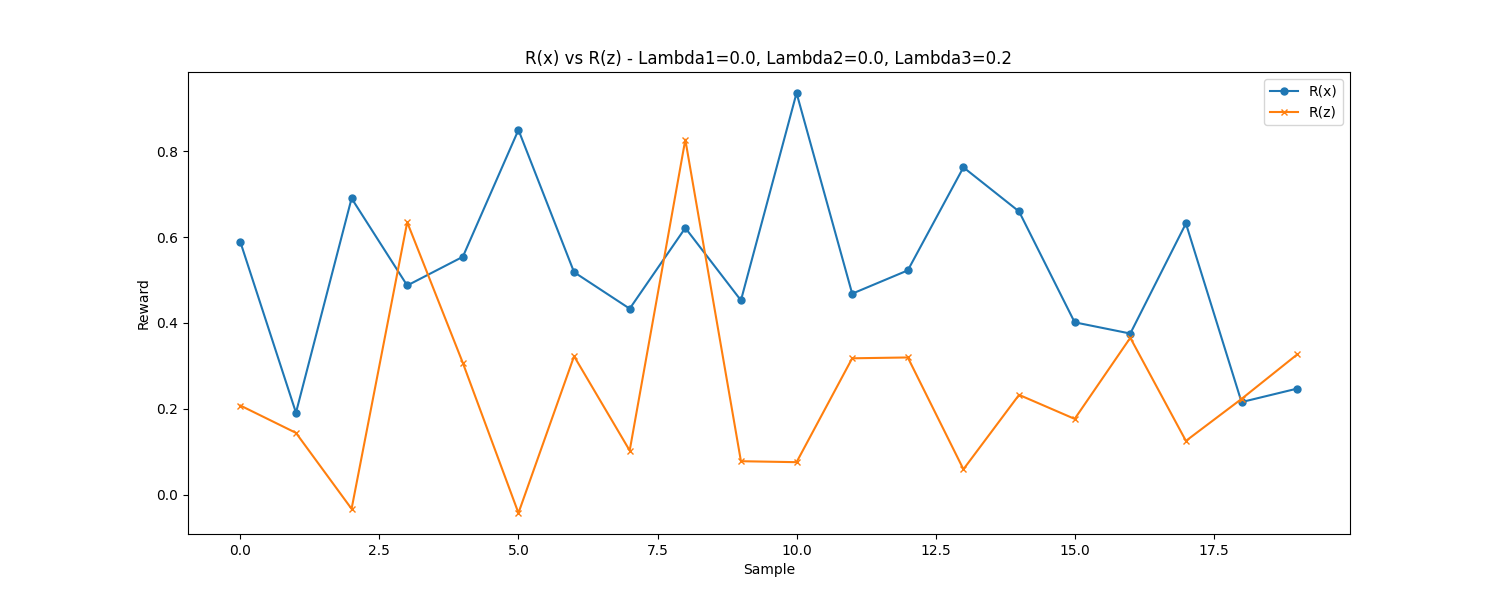 R(x) vs R(z) - Lambda1=0.0, Lambda2=0.0, Lambda3=0.2
R(x)
R(z)
0.8
0.6
0.4
0.2
0.0
Reward
0.0 2.5 5.0 7.5 10.0 12.5 15.0 17.5
Sample